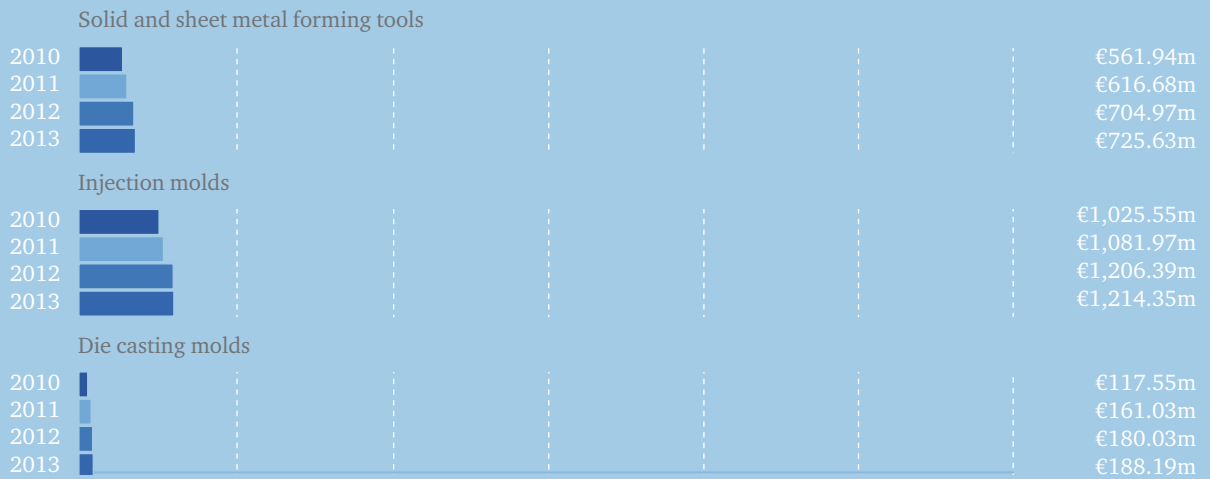 Solid and sheet metal forming tools
2010 €561.94m
2011 €616.68m
2012 €704.97m
2013 €725.63m
Injection molds
2010 €1,025.55m
2011 €1,081.97m
2012 €1,206.39m
2013 €1,214.35m
Die casting molds
2010 €117.55m
2011 €161.03m
2012 €180.03m
2013 €188.19m